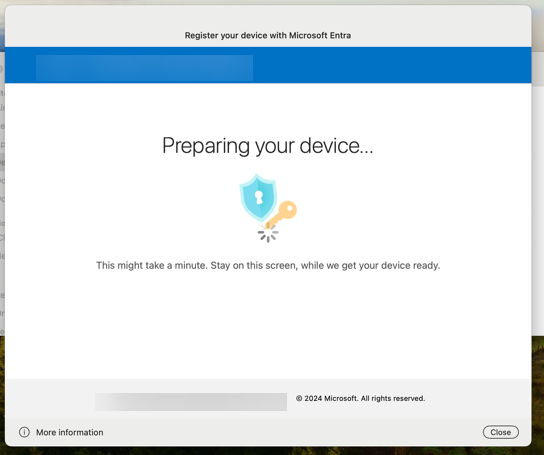 Register your device with Microsoft Entra
Preparing your device...
This might take a minute. Stay on this screen, while we get your device ready.
© 2024 Microsoft. All rights reserved.
More information
Close